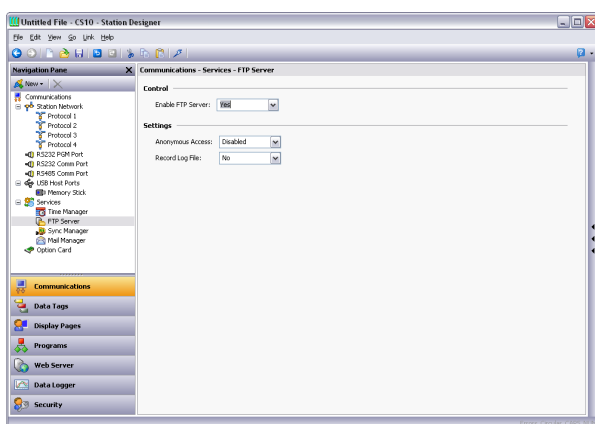 Untitled File - CS10 - Station Designer
File Edit View Go Link Help
Navigation Pane
New
Communications
Station Network
Protocol 1
Protocol 2
Protocol 3
Protocol 4
RS232 PGM Port
RS232 Comm Port
RS485 Comm Port
USB Host Ports
Memory Stick
Services
Time Manager
FTP Server
Sync Manager
Mail Manager
Option Card
Communications
Data Tags
Display Pages
Programs
Web Server
Data Logger
Security
Communications - Services - FTP Server
Control
Enable FTP Server: Yes
Settings
Anonymous Access: Disabled
Record Log File: No